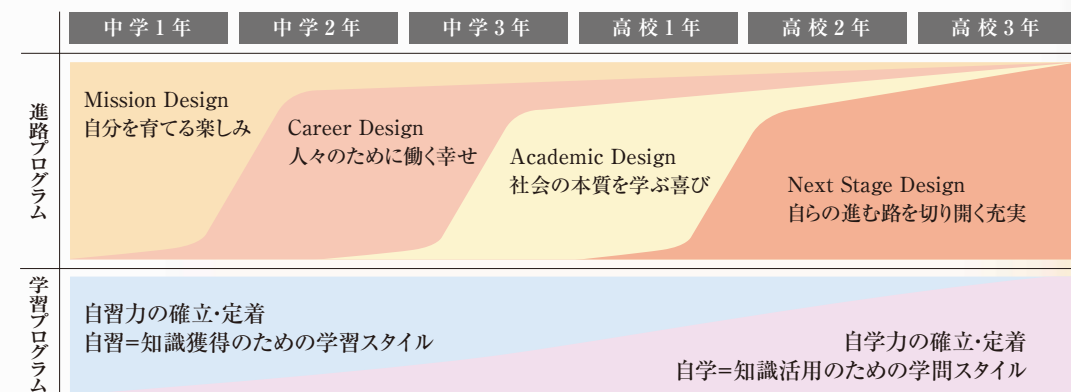 中学1年
中学2年
中学3年
高校1年
高校2年
高校3年
進路プログラム
Mission Design
自分を育てる楽しみ
Career Design
人々のために働く幸せ
Academic Design
社会の本質を学ぶ喜び
Next Stage Design
自らの進む路を切り開く充実
学習プログラム
自習力の確立・定着
自習=知識獲得のための学習スタイル
自学力の確立・定着
自学=知識活用のための学問スタイル